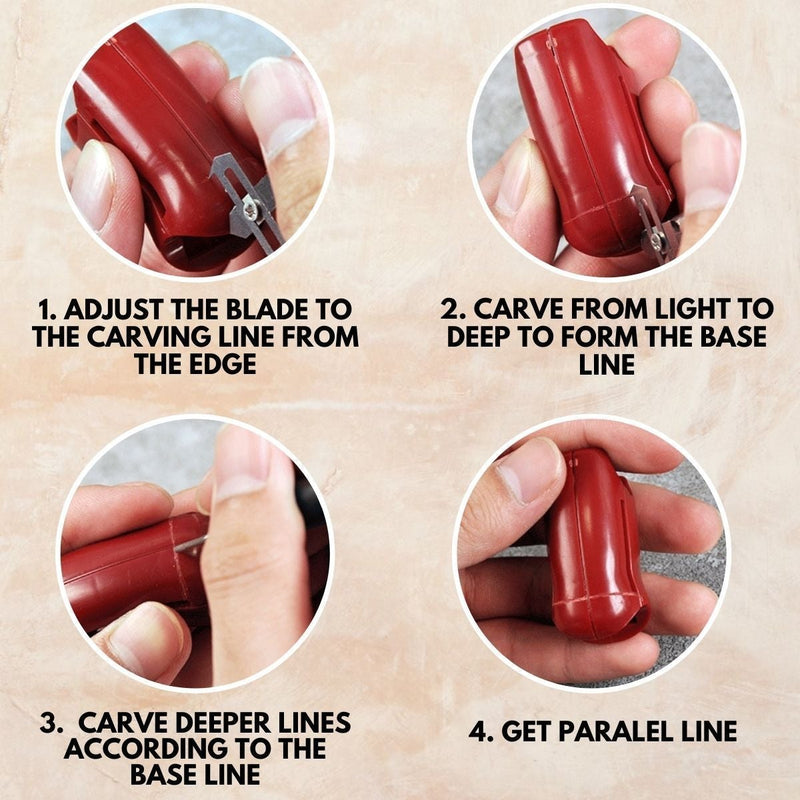 1. ADJUST THE BLADE TO
THE CARVING LINE FROM
THE EDGE
2. CARVE FROM LIGHT TO
DEEP TO FORM THE BASE
LINE
3. CARVE DEEPER LINES
ACCORDING TO THE
BASE LINE
4. GET PARALEL LINE